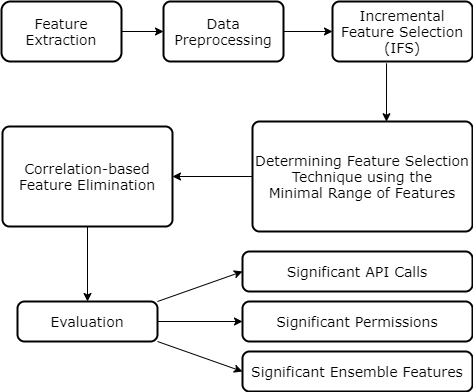 Feature
Extraction
Data
Preprocessing
Incremental
Feature Selection
(IFS)
Determining Feature Selection
Technique using the
Minimal Range of Features
Correlation-based
Feature Elimination
Evaluation
Significant API Calls
Significant Permissions
Significant Ensemble Features